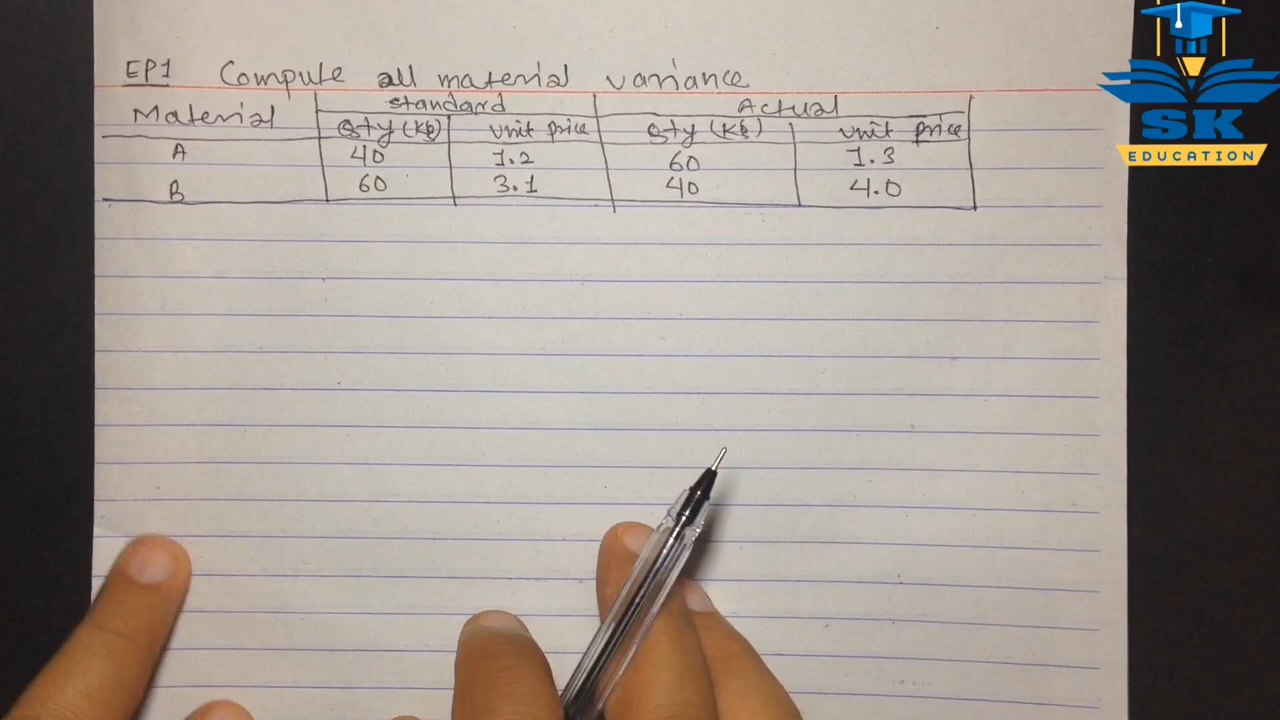 EP1 Compute all material variance
Material standard Actual
Qty (Kg) unit price Qty (Kg) unit price
A 40 1.2 60 1.3
B 60 3.1 40 4.0
SK
EDUCATION